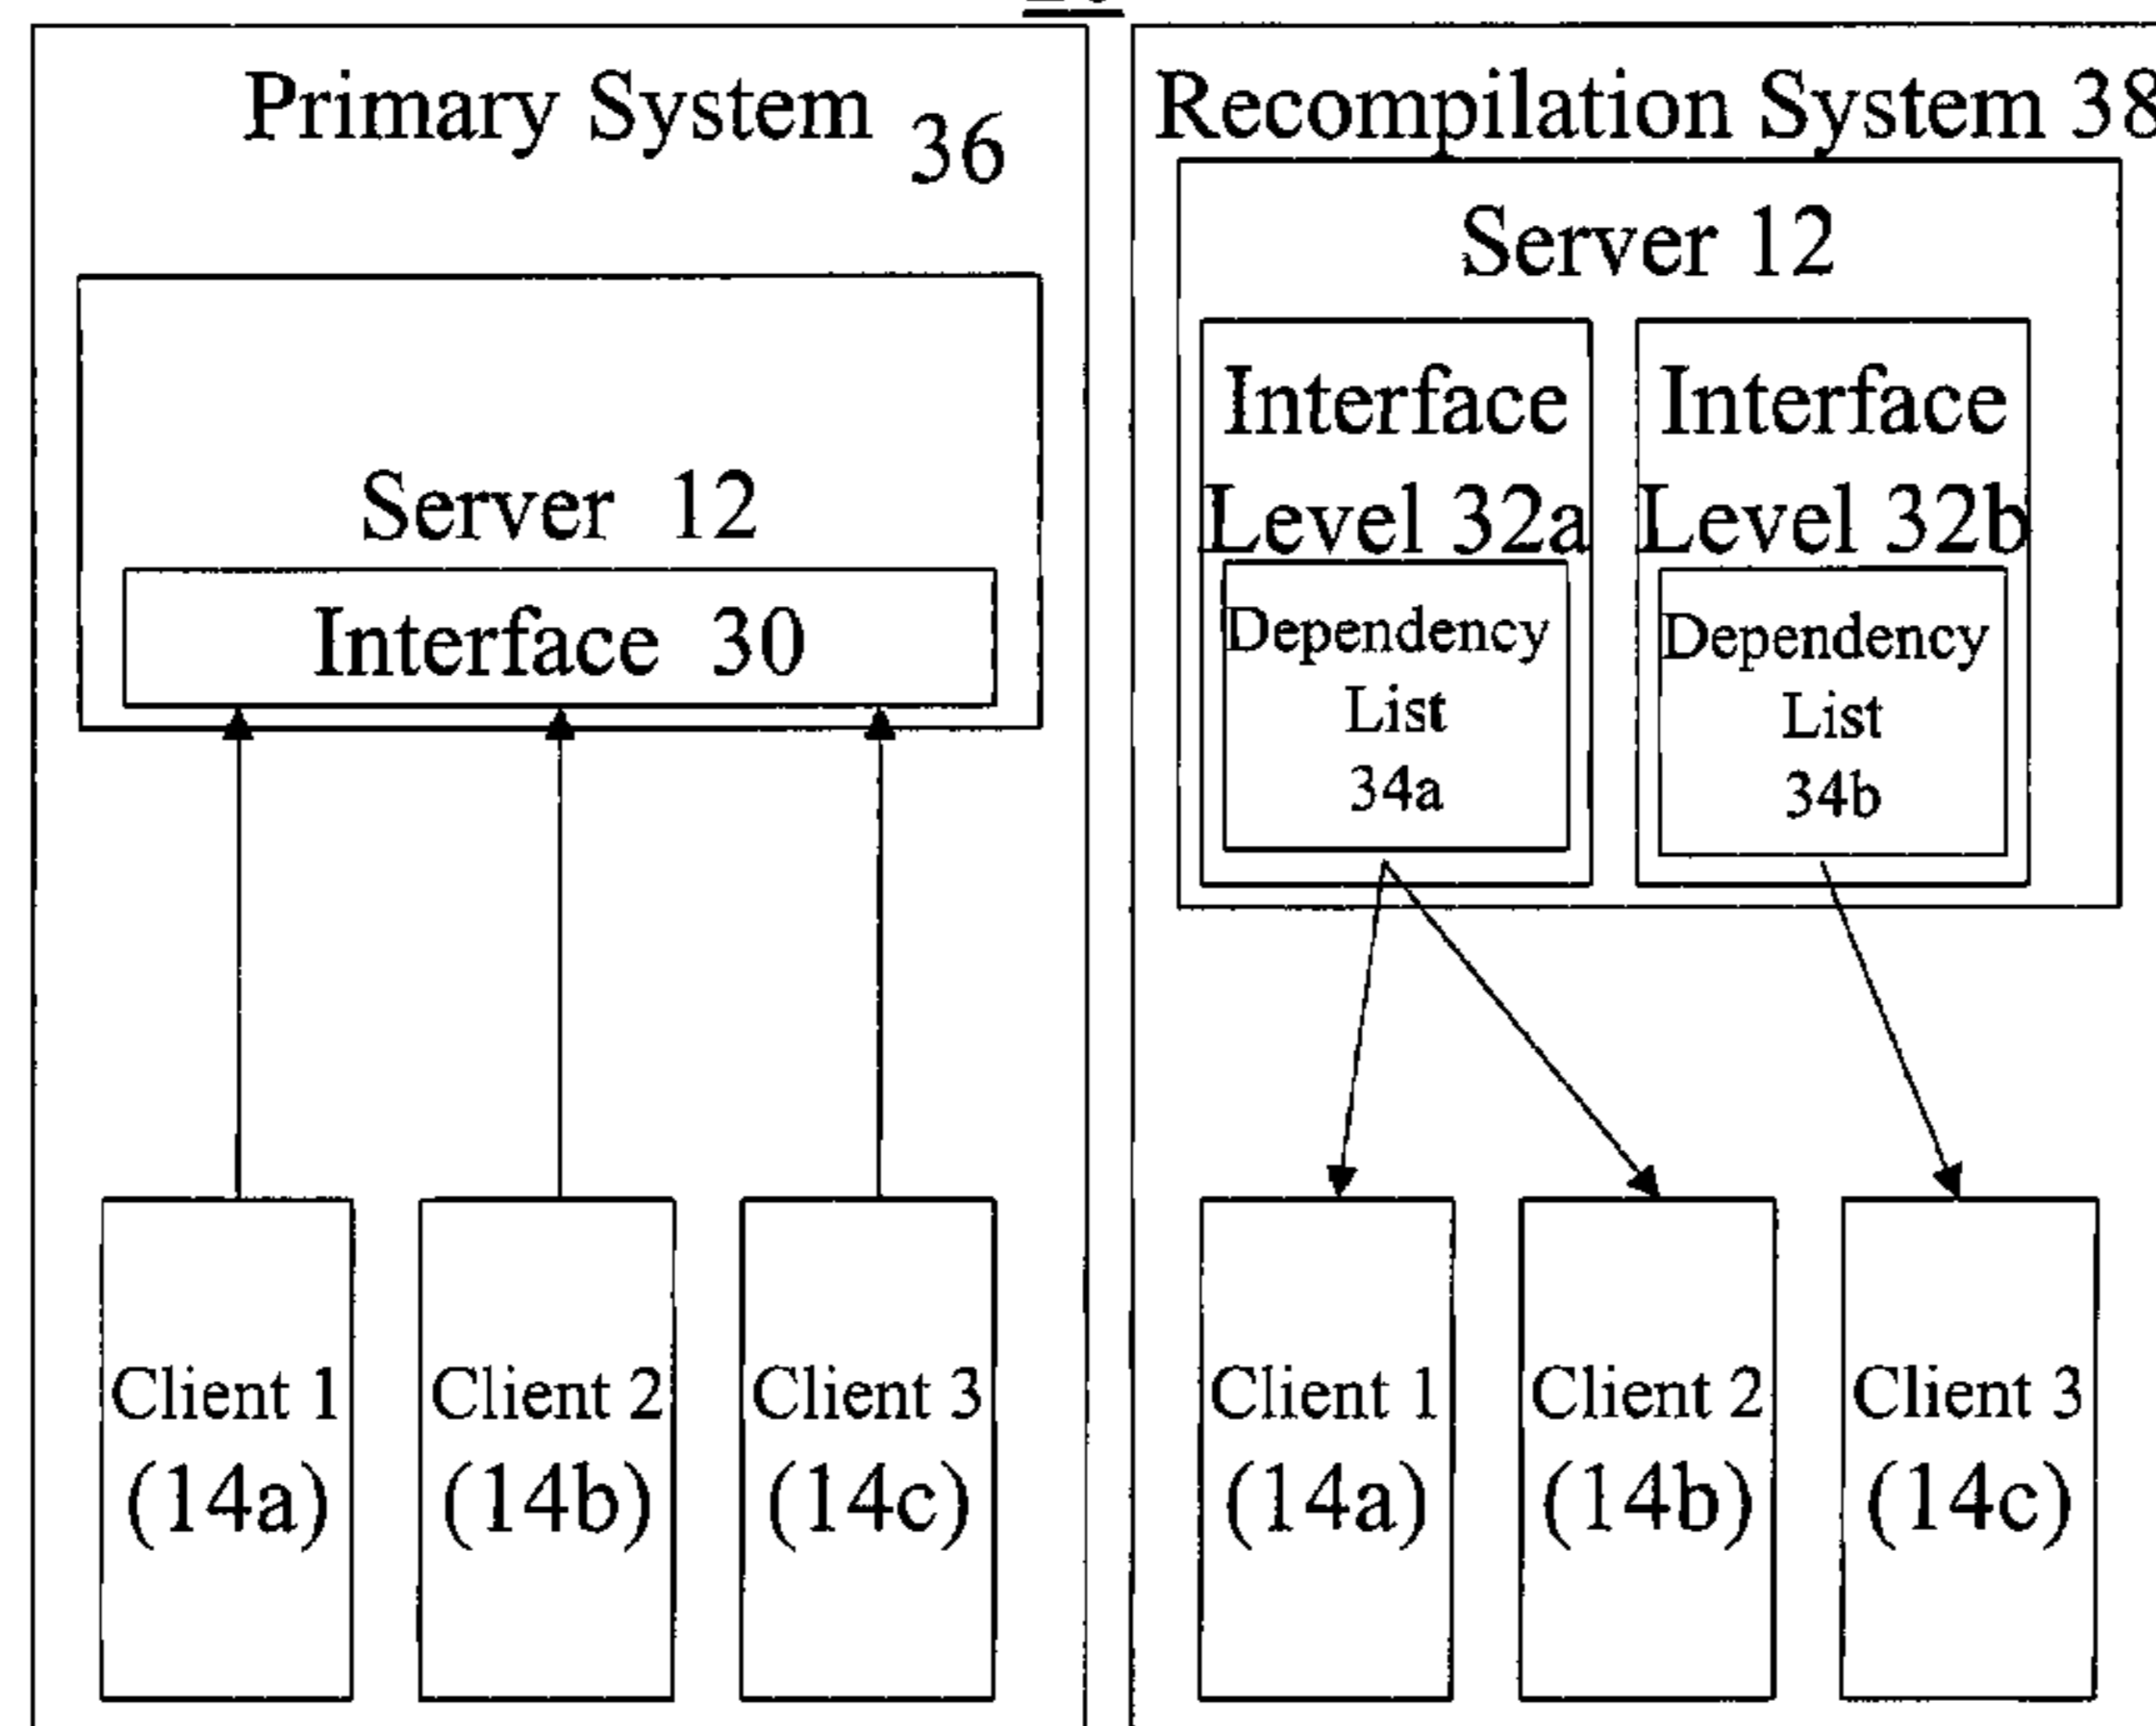 Primary System 36
Server 12
Interface 30
Client 1
(14a)
Client 2
(14b)
Client 3
(14c)
Recompilation System 38
Server 12
Interface
Level 32a
Dependency
List
34a
Interface
Level 32b
Dependency
List
34b
Client 1
(14a)
Client 2
(14b)
Client 3
(14c)